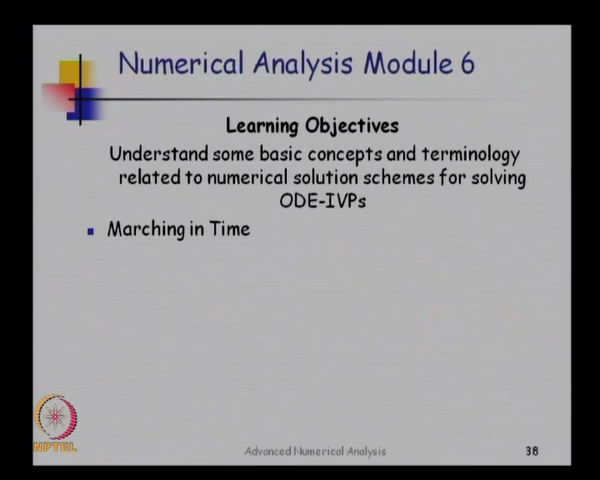 Numerical Analysis Module 6
Learning Objectives
Understand some basic concepts and terminology
related to numerical solution schemes for solving
ODE-IVPs
Marching in Time
NPTEL
Advanced Numerical Analysis
38